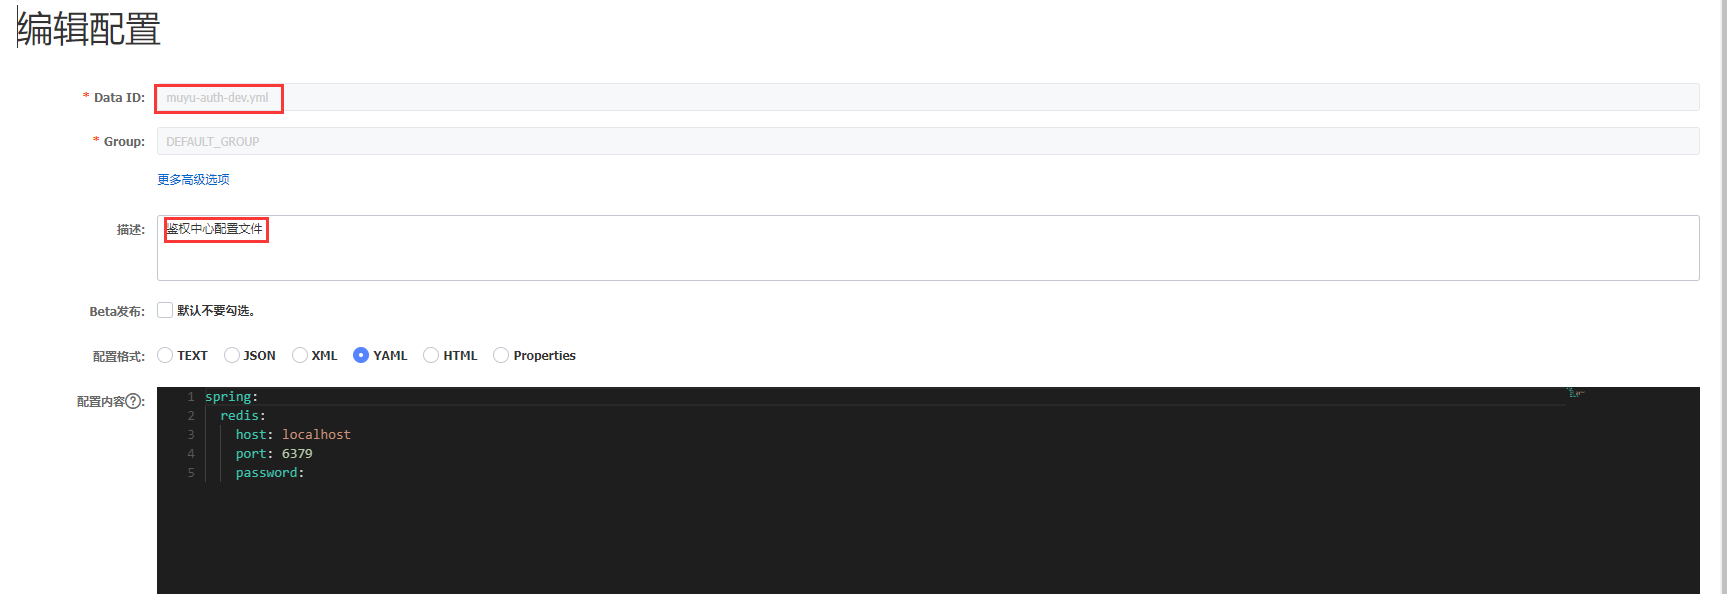 编辑配置
* Data ID: muyu-auth-dev.yml
* Group: DEFAULT_GROUP
更多高级选项
描述: 鉴权中心配置文件
Beta发布: 默认不要勾选。
配置格式: TEXT JSON XML YAML HTML Properties
配置内容?: 1 spring:
2 redis:
3 host: localhost
4 port: 6379
5 password: